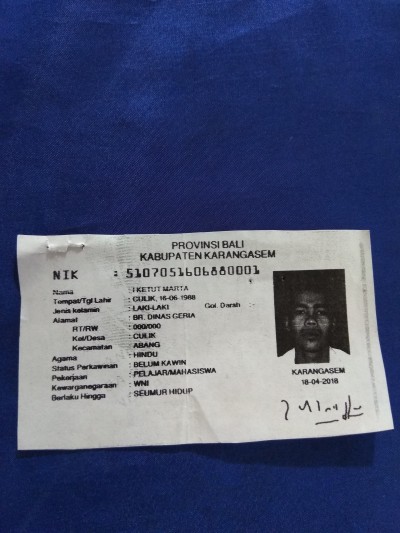 PROVINSI BALI
KABUPATEN KARANGASEM
NIK : 5107051606880001
Nama : I KETUT MARTA
Tempat/Tgl Lahir : CULIK, 16-06-1988
Jenis kelamin : LAKI-LAKI Gol. Darah : -
Alamat : BR. DINAS GERIA
RT/RW : 000/000
Kel/Desa : CULIK
Kecamatan : ABANG
Agama : HINDU
Status Perkawinan : BELUM KAWIN
Pekerjaan : PELAJAR/MAHASISWA
Kewarganegaraan : WNI
Berlaku Hingga : SEUMUR HIDUP
KARANGASEM
18-04-2018